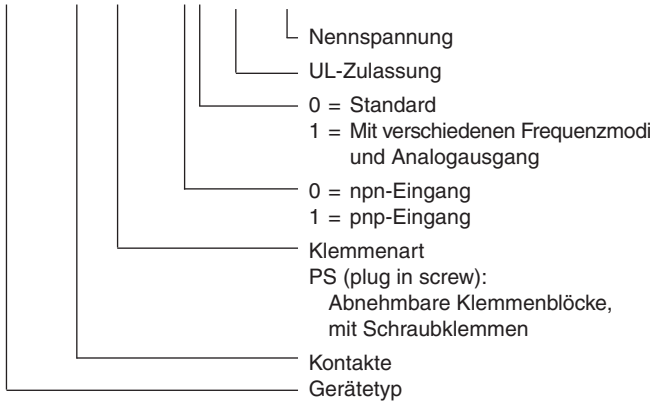 Nennspannung
UL-Zulassung
0 = Standard
1 = Mit verschiedenen Frequenzmodi
und Analogausgang
0 = npn-Eingang
1 = pnp-Eingang
Klemmenart
PS (plug in screw):
Abnehmbare Klemmenblöcke,
mit Schraubklemmen
Kontakte
Gerätetyp